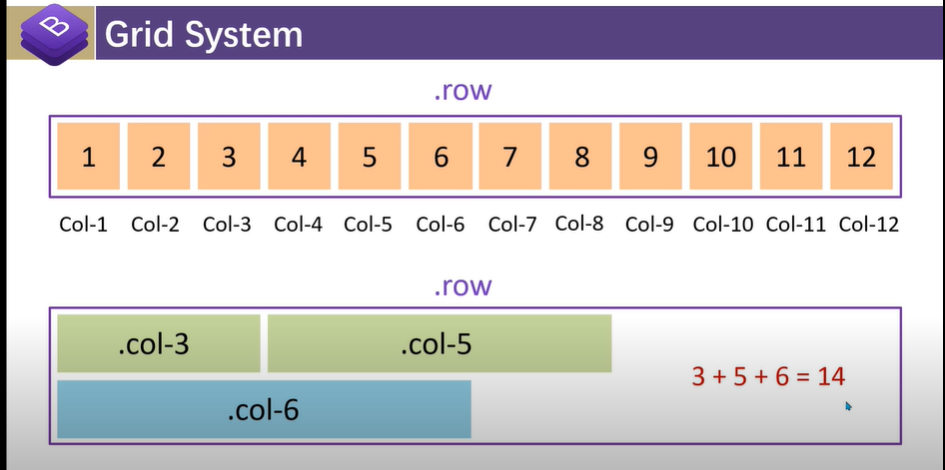 B
Grid System
.row
1 2 3 4 5 6 7 8 9 10 11 12
Col-1 Col-2 Col-3 Col-4 Col-5 Col-6 Col-7 Col-8 Col-9 Col-10 Col-11 Col-12
.row
.col-3 .col-5
3 + 5 + 6 = 14
.col-6